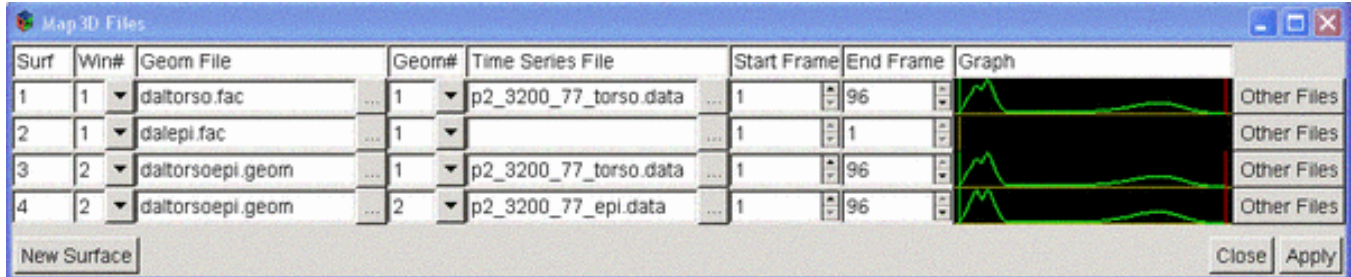 Map3D Files
Surf Win# Geom File Geom# Time Series File Start Frame End Frame Graph
1 1 daltorso.fac ... 1 p2_3200_77_torso.data ... 1 96 Other Files
2 1 dalepi.fac ... 1 ... 1 1 Other Files
3 2 daltorsoepi.geom ... 1 p2_3200_77_torso.data ... 1 96 Other Files
4 2 daltorsoepi.geom ... 2 p2_3200_77_epi.data ... 1 96 Other Files
New Surface Close Apply